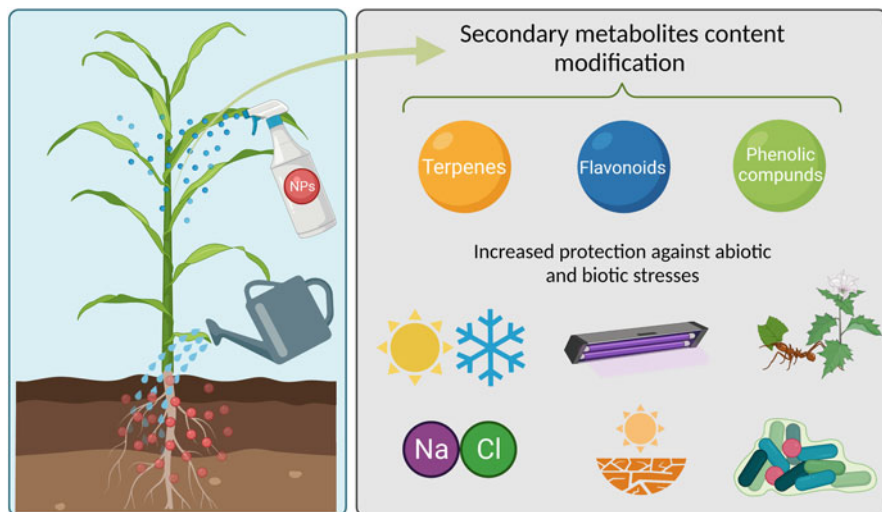 Secondary metabolites content
modification
NPs
Terpenes
Flavonoids
Phenolic
compunds
Increased protection against abiotic
and biotic stresses
Na
Cl